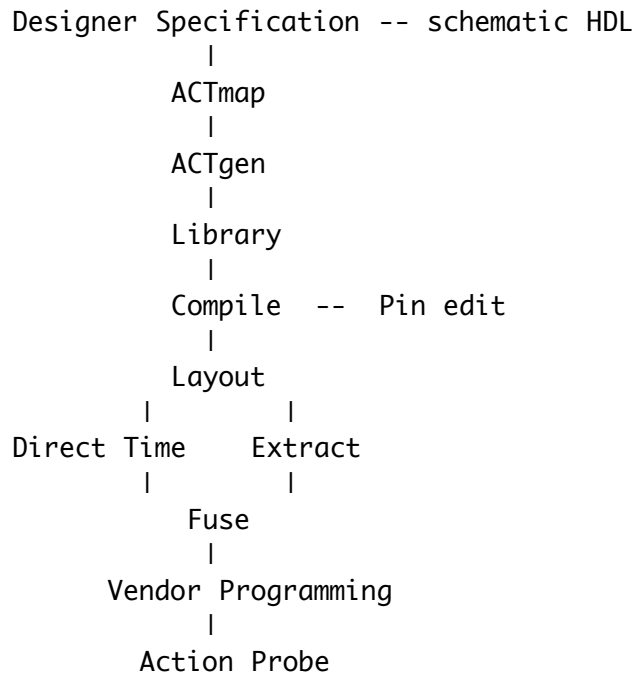 Designer Specification -- schematic HDL
|
ACTmap
|
ACTgen
|
Library
|
Compile -- Pin edit
|
Layout
| |
Direct Time Extract
| |
Fuse
|
Vendor Programming
|
Action Probe